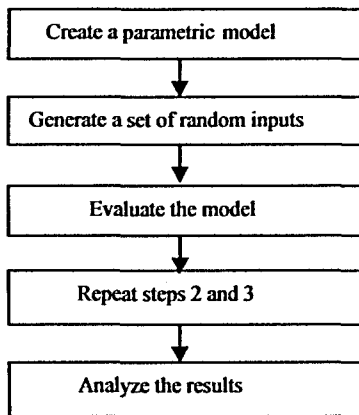 Create a parametric model
Generate a set of random inputs
Evaluate the model
Repeat steps 2 and 3
Analyze the results